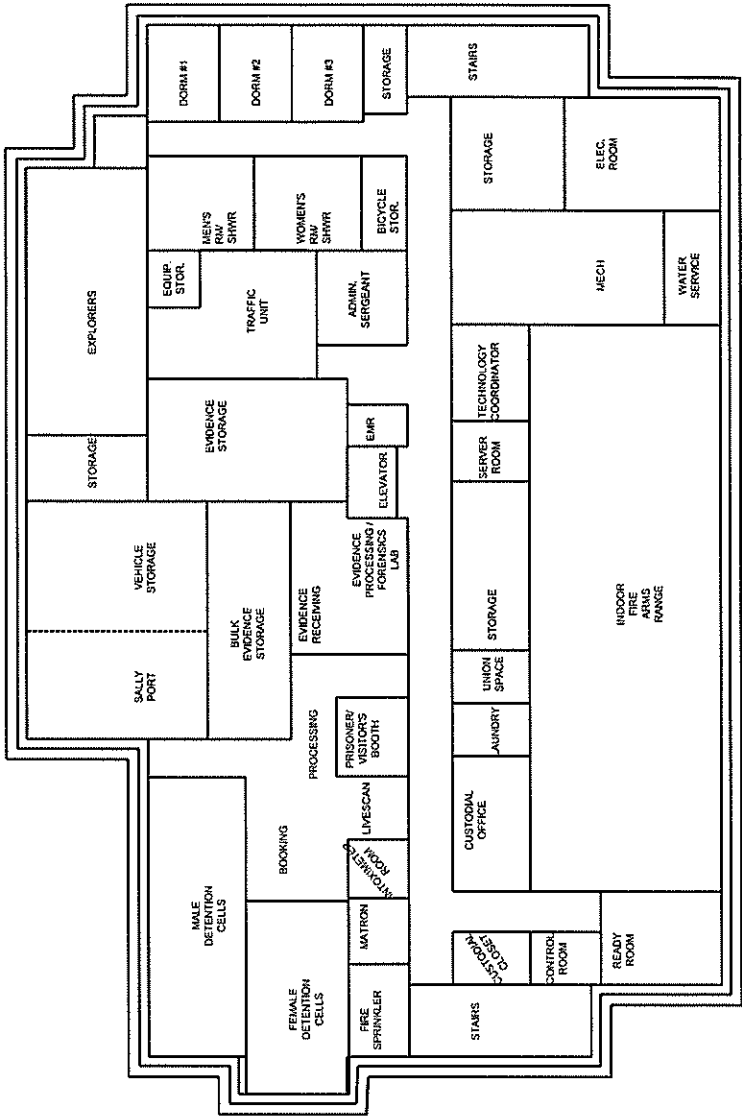 SALLY
PORT
VEHICLE
STORAGE
STORAGE
EXPLORERS
MALE
DETENTION
CELLS
BULK
EVIDENCE
STORAGE
EVIDENCE
STORAGE
EQUIP.
STOR.
TRAFFIC
UNIT
MEN'S
RM/
SHWR
DORM #1
DORM #2
DORM #3
WOMEN'S
RM/
SHWR
BOOKING
PROCESSING
EVIDENCE
RECEIVING
FEMALE
DETENTION
CELLS
FIRE
SPRINKLER
MATRON
INTOXIMETER
ROOM
LIVESCAN
PRISONER/
VISITOR'S
BOOTH
EVIDENCE
PROCESSING /
FORENSICS
LAB
ELEVATOR
EMR
ADMIN.
SERGEANT
BICYCLE
STOR.
STORAGE
STAIRS
STAIRS
CUSTODIAL
CLOSET
CUSTODIAL
OFFICE
LAUNDRY
UNION
SPACE
STORAGE
SERVER
ROOM
TECHNOLOGY
COORDINATOR
STORAGE
CONTROL
ROOM
MECH
ELEC.
ROOM
READY
ROOM
INDOOR
FIRE
ARMS
RANGE
WATER
SERVICE